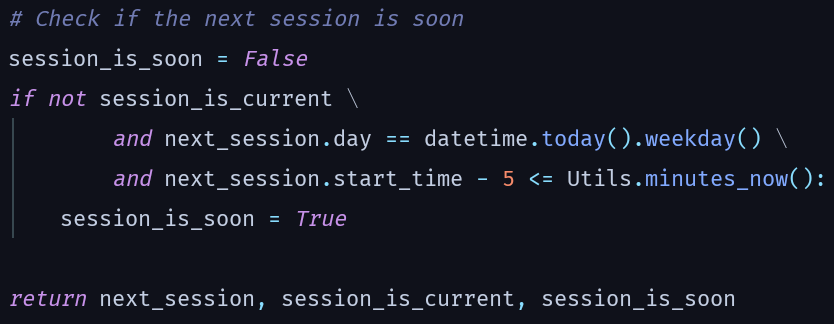 # Check if the next session is soon
session_is_soon = False
if not session_is_current \
        and next_session.day == datetime.today().weekday() \
        and next_session.start_time - 5 <= Utils.minutes_now():
    session_is_soon = True

return next_session, session_is_current, session_is_soon